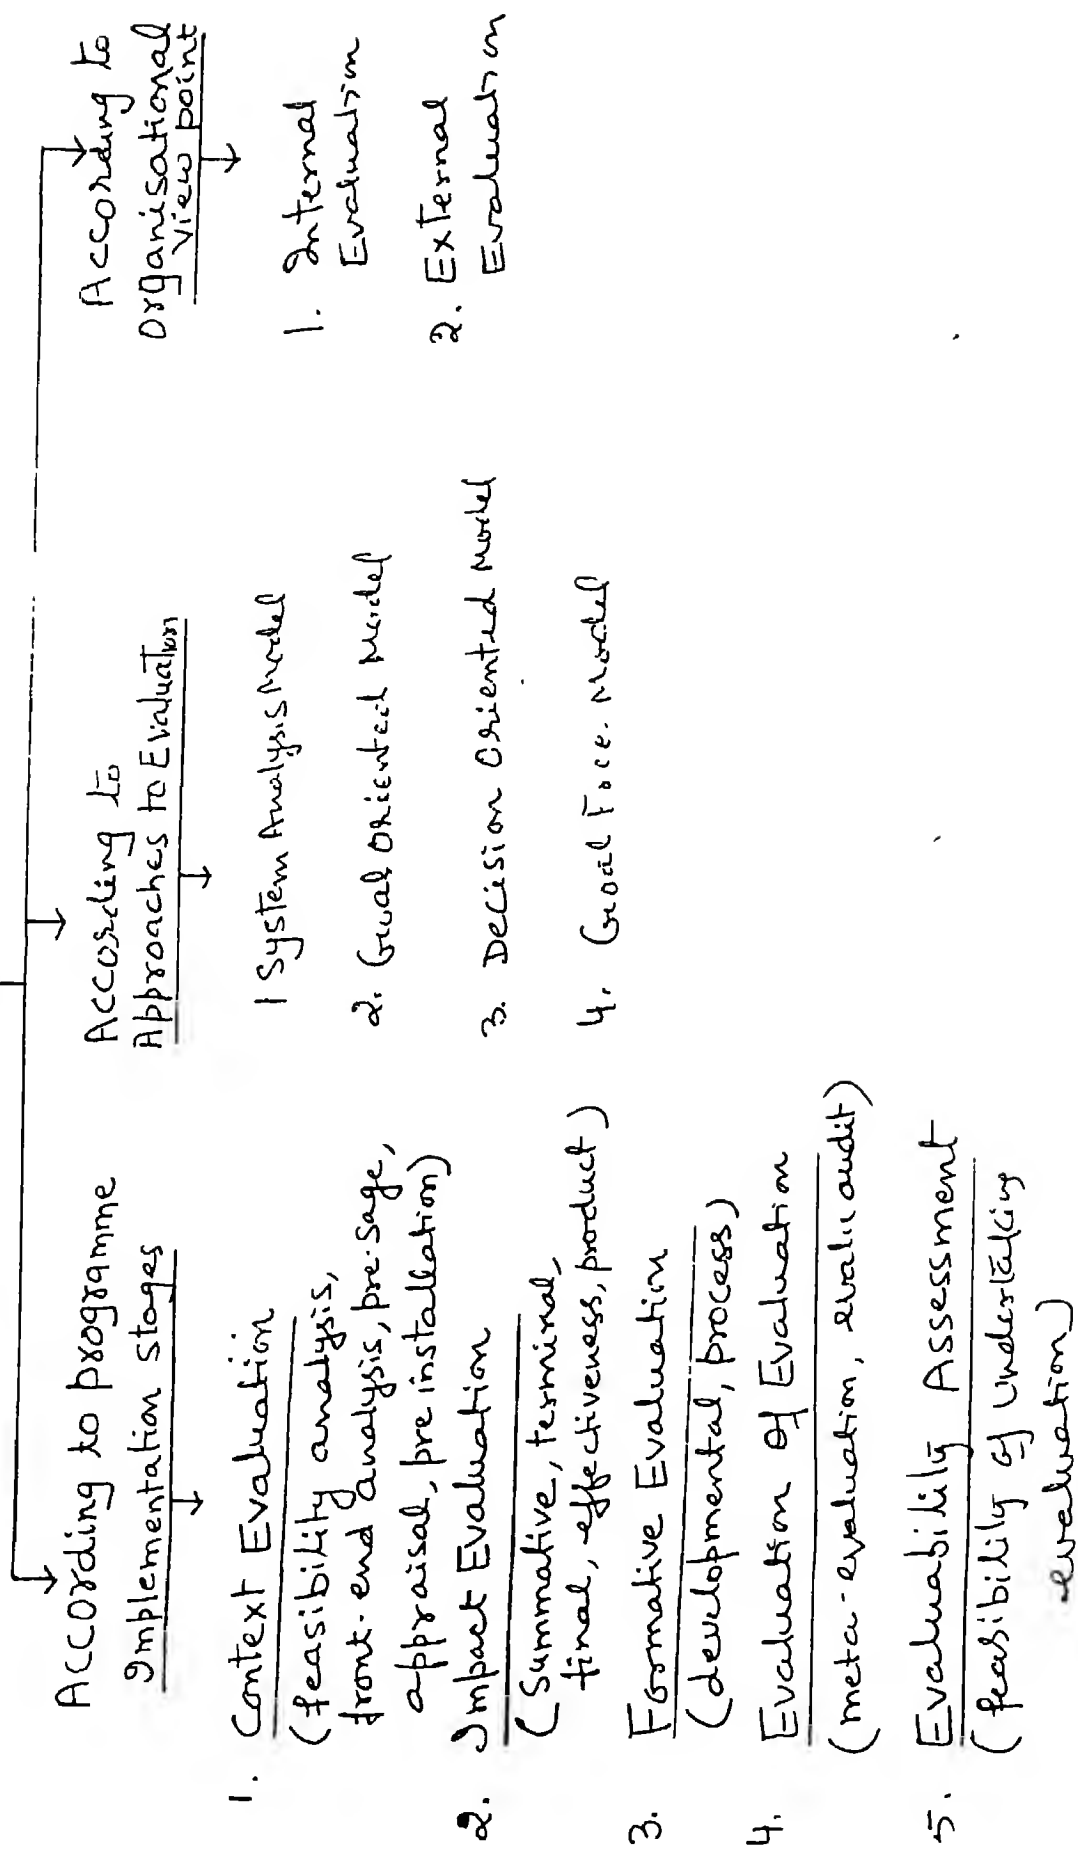 According to programme
Implementation stages
1. Context Evaluation
(feasibility analysis,
front-end analysis, pre-sage,
appraisal, pre installation)
2. Impact Evaluation
(Summative, terminal,
final, effectiveness, product)
3. Formative Evaluation
(developmental, process)
4. Evaluation Of Evaluation
(meta-evaluation, evalu audit)
5. Evaluability Assessment
(feasibility of undertaking
evaluation)
According to
Approaches to Evaluation
1 System Analysis Model
2. Goal Oriented Model
3. Decision Oriented Model
4. Goal Free Model
According to
organisational
view point
1. Internal
Evaluation
2. External
Evaluation